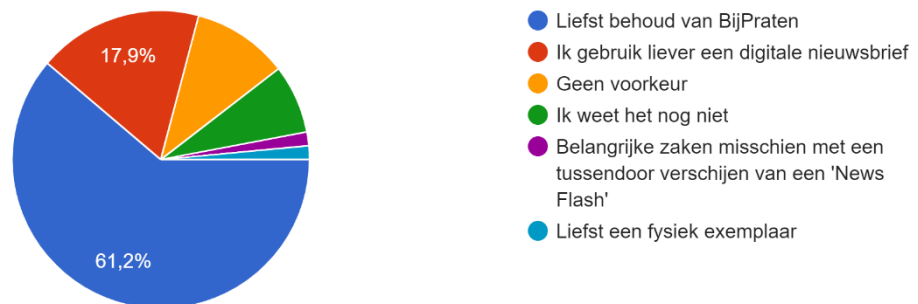 17,9%
61,2%
Liefst behoud van BijPraten
Ik gebruik liever een digitale nieuwsbrief
Geen voorkeur
Ik weet het nog niet
Belangrijke zaken misschien met een
tussendoor verschijen van een 'News
Flash'
Liefst een fysiek exemplaar